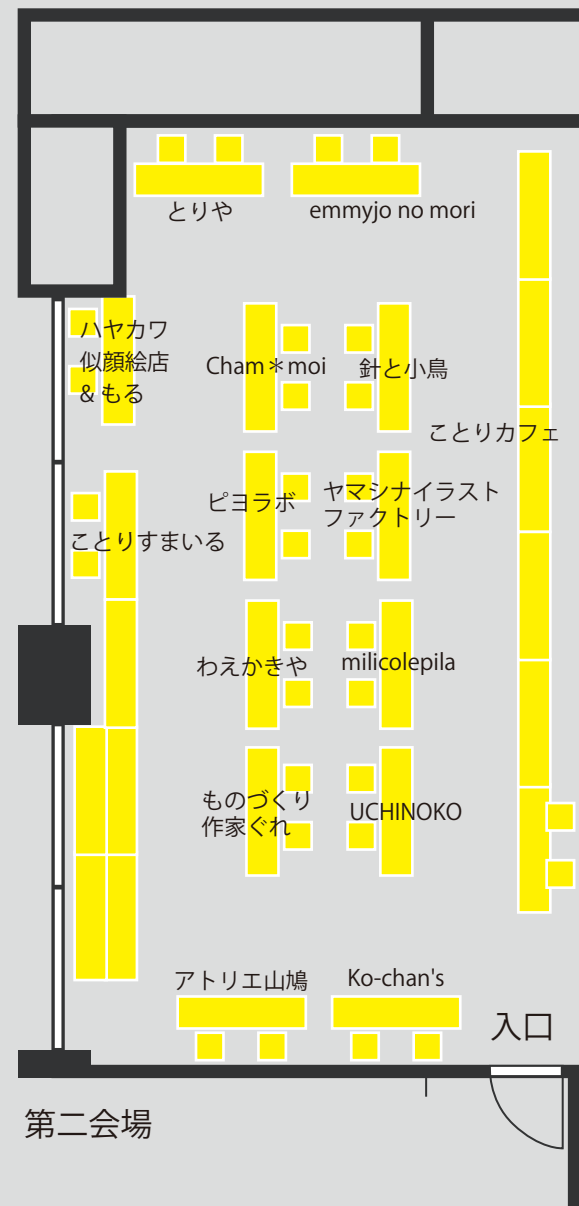 とりや
emmyjo no mori
ハヤカワ
似顔絵店
& もる
Cham＊moi
針と小鳥
ことりカフェ
ピヨラボ
ヤマシナイラスト
ファクトリー
ことりすまいる
わえかきや
milicolepila
ものづくり
作家ぐれ
UCHINOKO
アトリエ山鳩
Ko-chan's
入口
第二会場